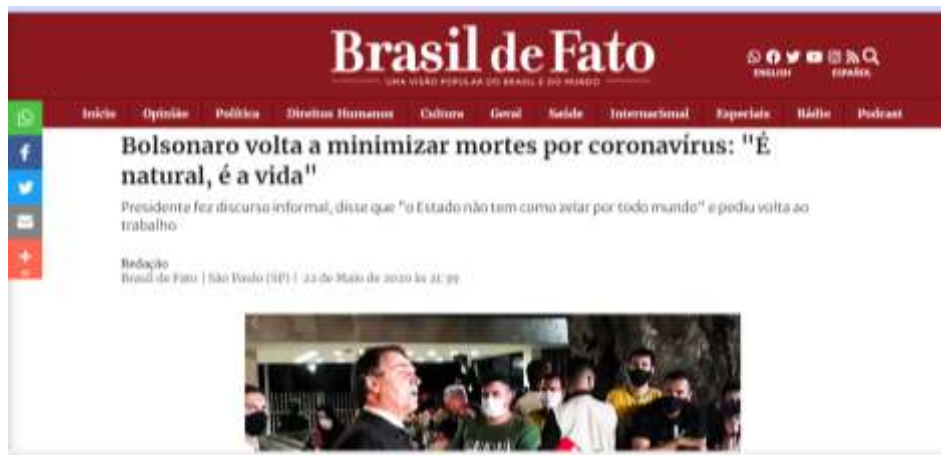 Brasil de Fato
UMA VISÃO POPULAR DO BRASIL E DO MUNDO
ENGLISH ESPAÑOL
Início Opinião Política Direitos Humanos Cultura Geral Saúde Internacional Especiais Rádio Podcast
Bolsonaro volta a minimizar mortes por coronavírus: "É
natural, é a vida"
Presidente fez discurso informal, disse que "o Estado não tem como zelar por todo mundo" e pediu volta ao
trabalho
Redação
Brasil de Fato | São Paulo (SP) | 22 de Maio de 2020 às